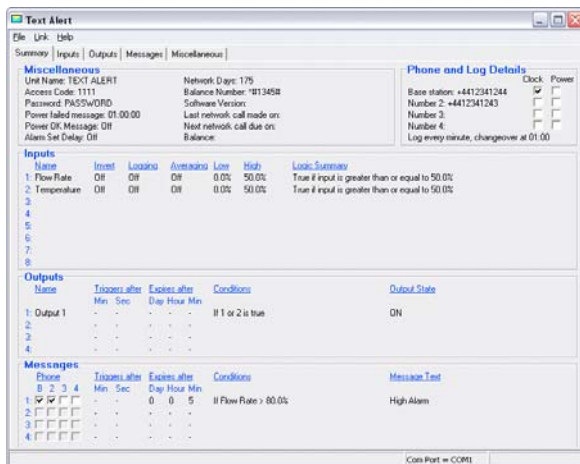 Text Alert
File Link Help
Summary Inputs Outputs Messages Miscellaneous
Miscellaneous
Unit Name: TEXT ALERT
Access Code: 1111
Password: PASSWORD
Power failed message: 01:00:00
Power OK Message: Off
Alarm Set Delay: Off
Network Days: 175
Balance Number: *#1345#
Software Version:
Last network call made on:
Next network call due on:
Balance:
Phone and Log Details
Clock Power
Base station: +4412341244
Number 2: +4412341243
Number 3:
Number 4:
Log every minute, changeover at 01:00
Inputs
Name Invert Logging Averaging Low High Logic Summary
1: Flow Rate Off Off Off 0.0% 50.0% True if input is greater than or equal to 50.0%
2: Temperature Off Off Off 0.0% 50.0% True if input is greater than or equal to 50.0%
3:
4:
5:
6:
7:
8:
Outputs
Name Triggers after Expires after Conditions Output State
Min Sec Day Hour Min
1: Output 1 - - - - - If 1 or 2 is true ON
2: - - - - -
3: - - - - -
4: - - - - -
Messages
Phone Triggers after Expires after Conditions Message Text
B 2 3 4 Min Sec Day Hour Min
1: - - 0 0 5 If Flow Rate > 80.0% High Alarm
2: - - - - -
3: - - - - -
4: - - - - -
Com Port = COM1